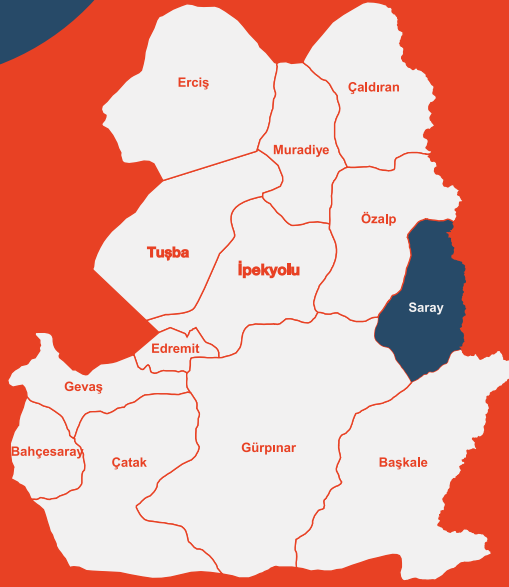 Erciş
Çaldıran
Muradiye
Özalp
Tuşba
İpekyolu
Saray
Edremit
Gevaş
Bahçesaray
Çatak
Gürpınar
Başkale